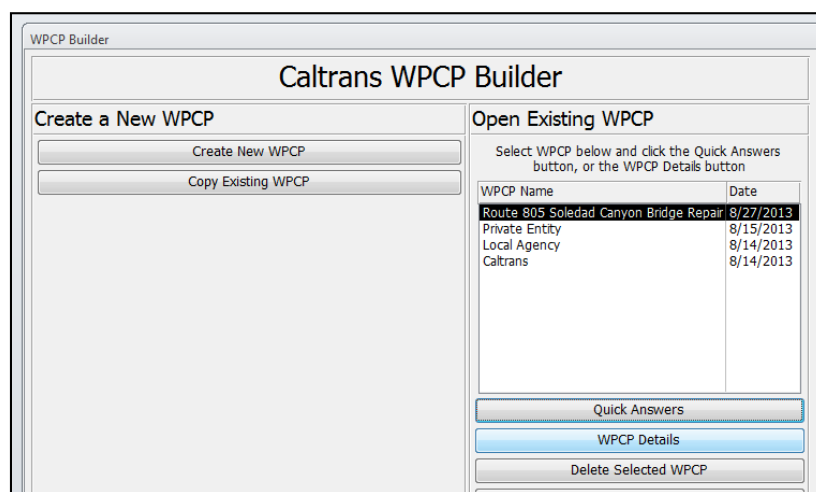 WPCP Builder
Caltrans WPCP Builder
Create a New WPCP
Create New WPCP
Copy Existing WPCP
Open Existing WPCP
Select WPCP below and click the Quick Answers
button, or the WPCP Details button
WPCP Name Date
Route 805 Soledad Canyon Bridge Repair 8/27/2013
Private Entity 8/15/2013
Local Agency 8/14/2013
Caltrans 8/14/2013
Quick Answers
WPCP Details
Delete Selected WPCP